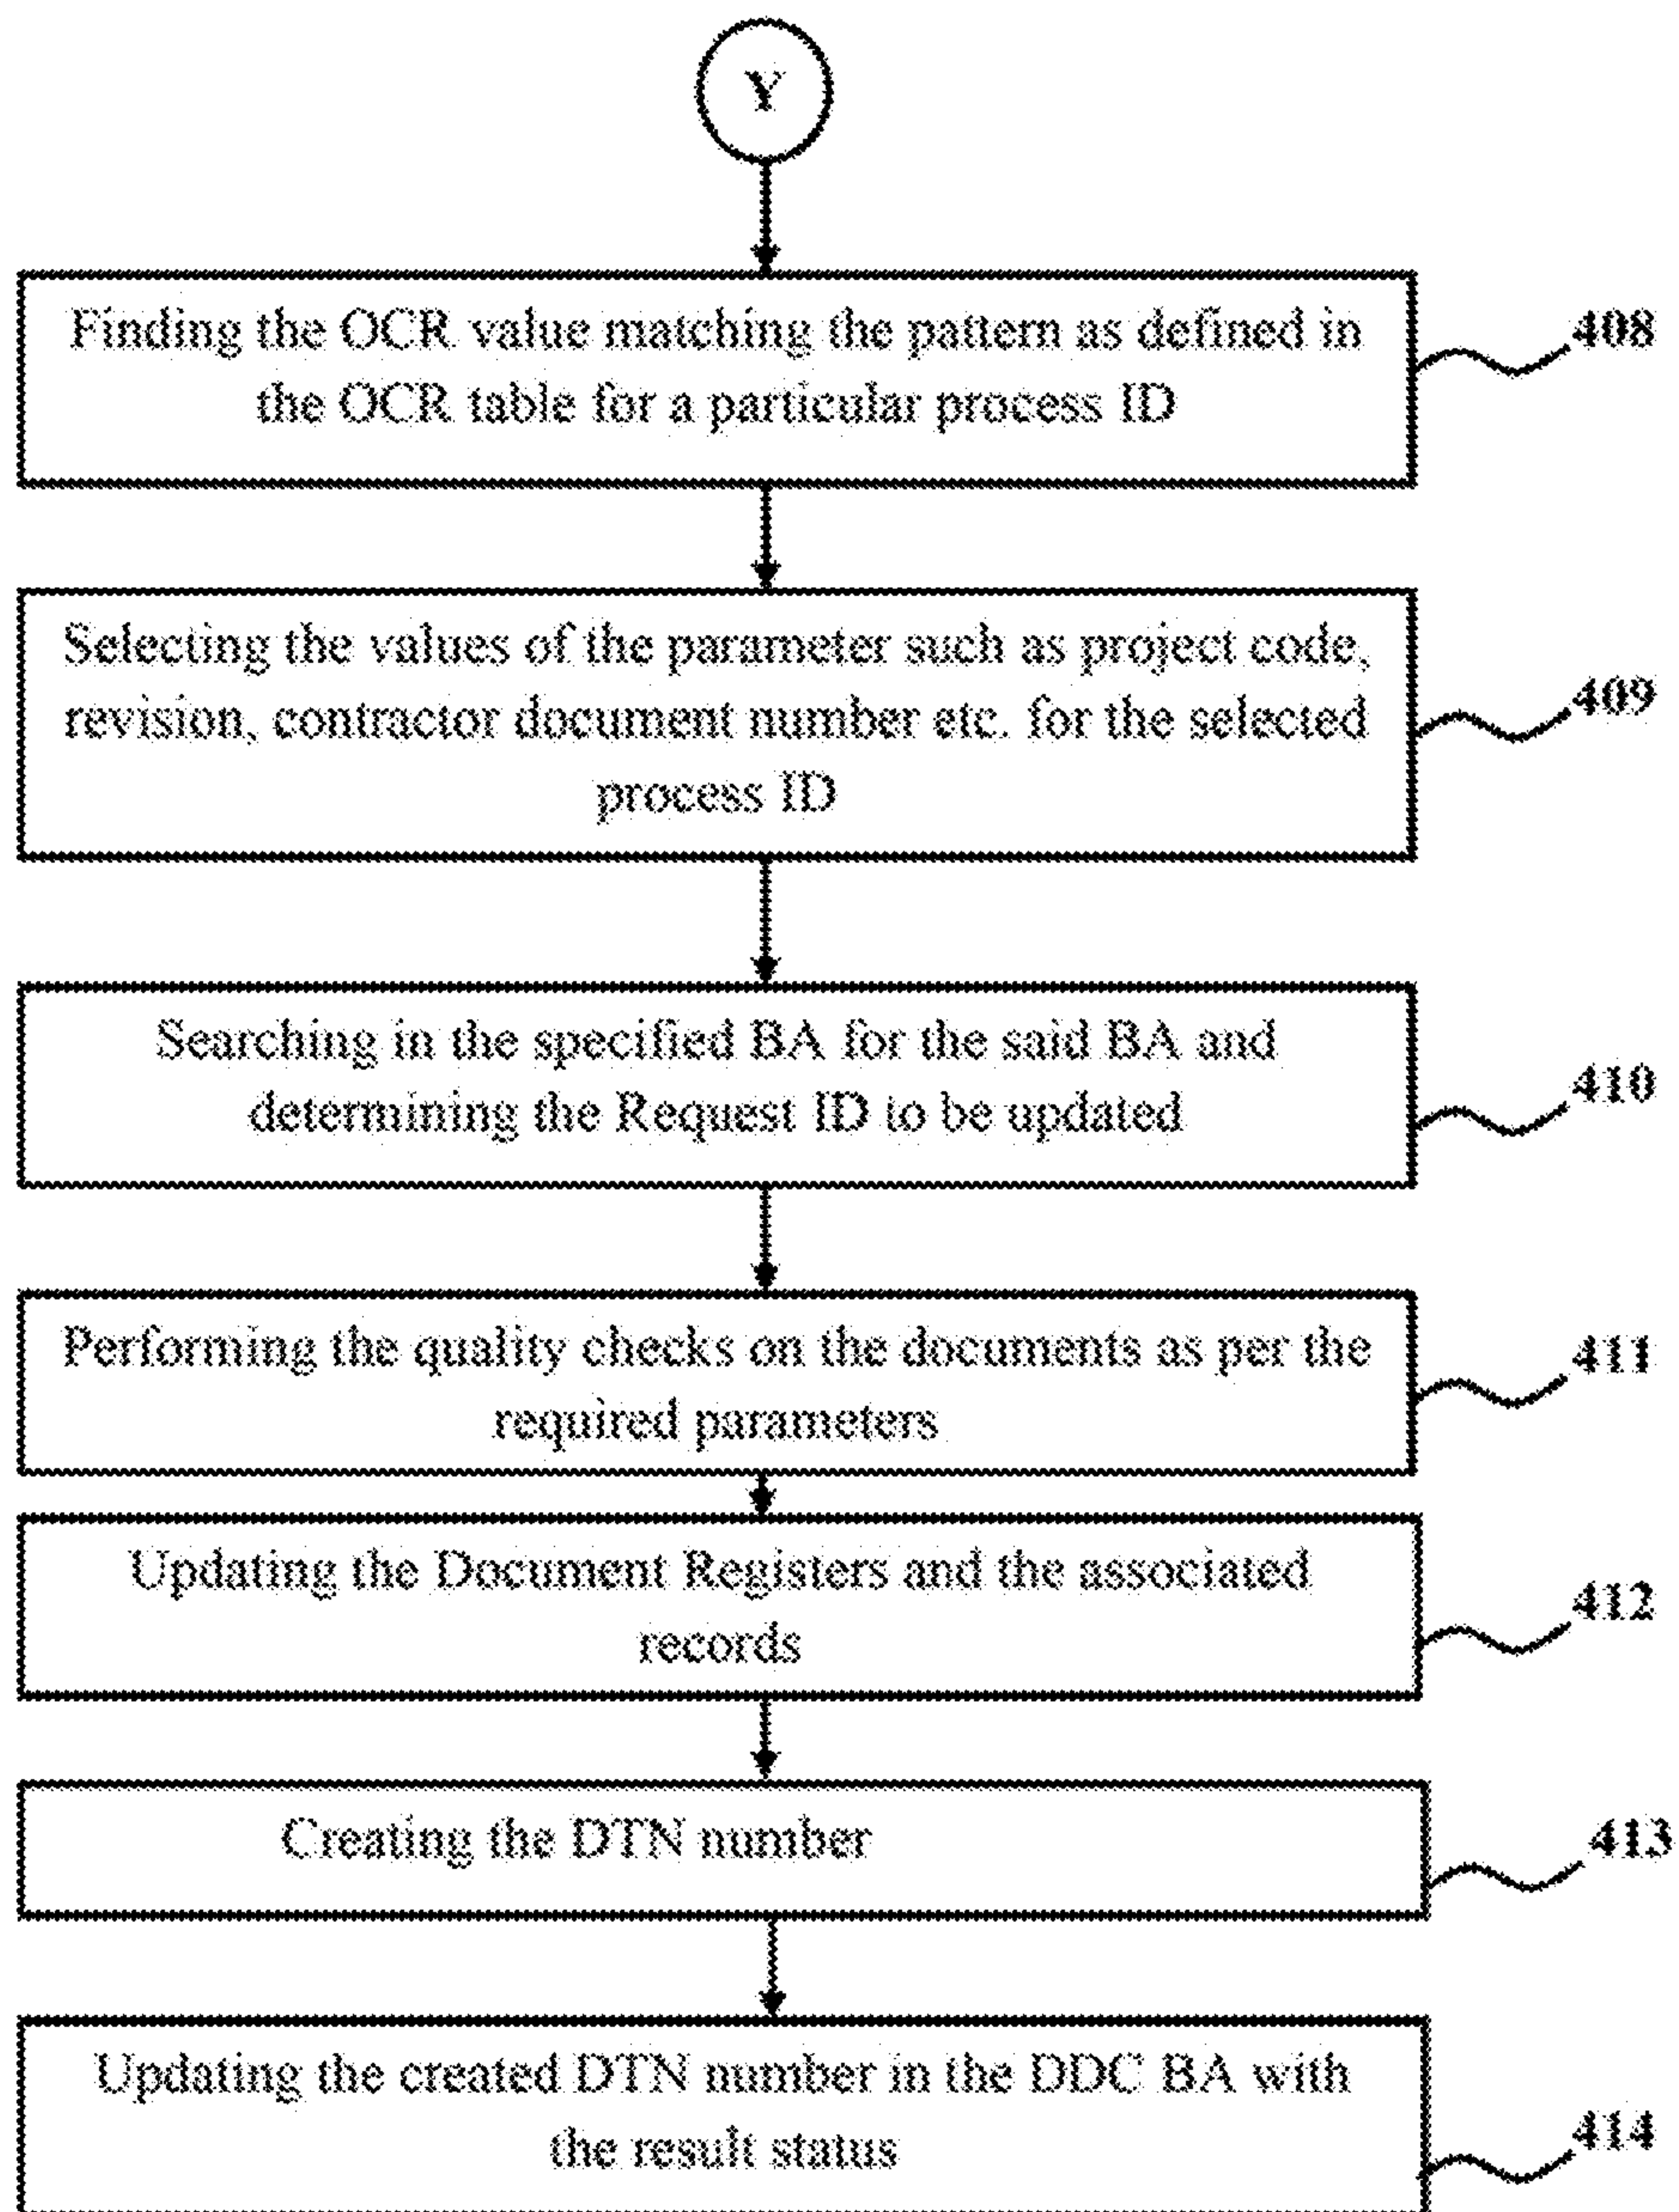 Y
Finding the OCR value matching the pattern as defined in
the OCR table for a particular process ID
408
Selecting the values of the parameter such as project code,
revision, contractor document number etc. for the selected
process ID
409
Searching in the specified BA for the said BA and
determining the Request ID to be updated
410
Performing the quality checks on the documents as per the
required parameters
411
Updating the Document Registers and the associated
records
412
Creating the DTN number
413
Updating the created DTN number in the DDC BA with
the result status
414